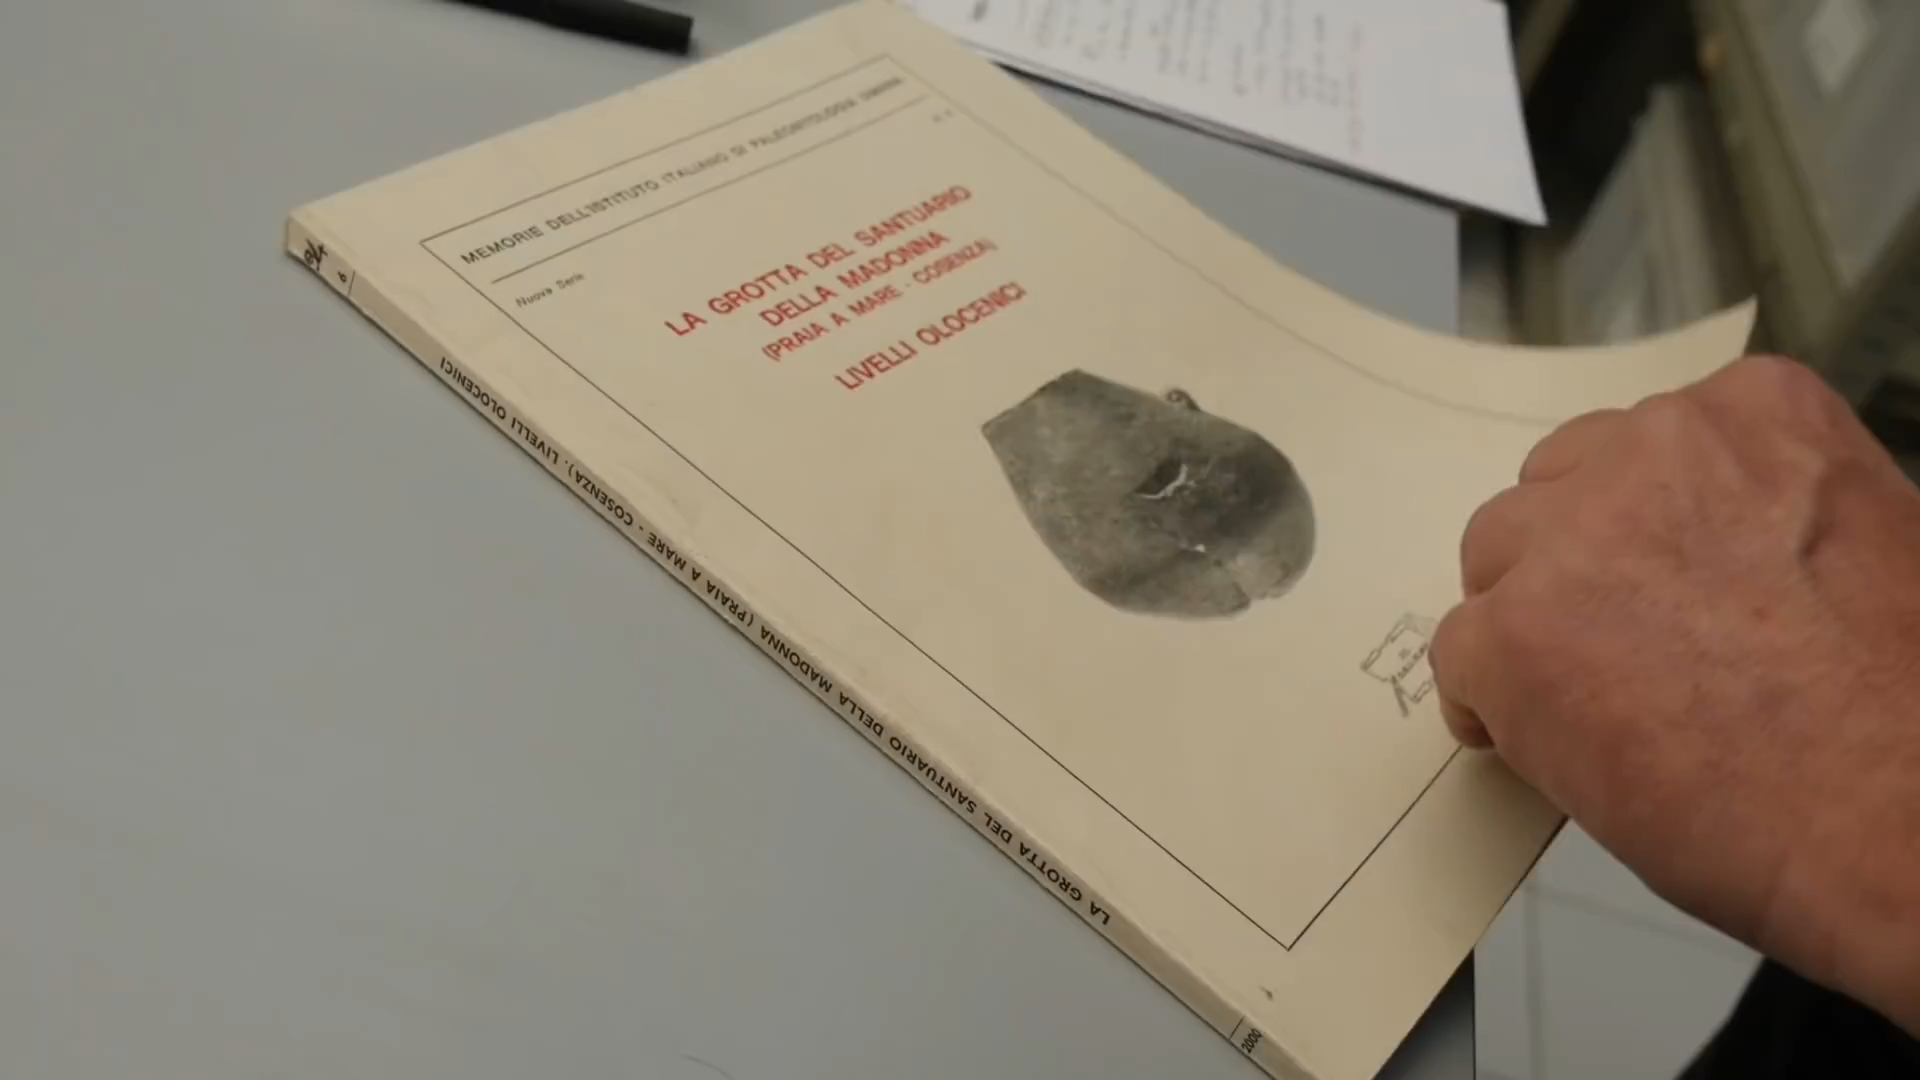 MEMORIE DELL'ISTITUTO ITALIANO DI PALEONTOLOGIA UMANA
Nuova Serie
LA GROTTA DEL SANTUARIO
DELLA MADONNA
(PRAIA A MARE - COSENZA)
LIVELLI OLOCENICI
6
LA GROTTA DEL SANTUARIO DELLA MADONNA (PRAIA A MARE - COSENZA). LIVELLI OLOCENICI
2000